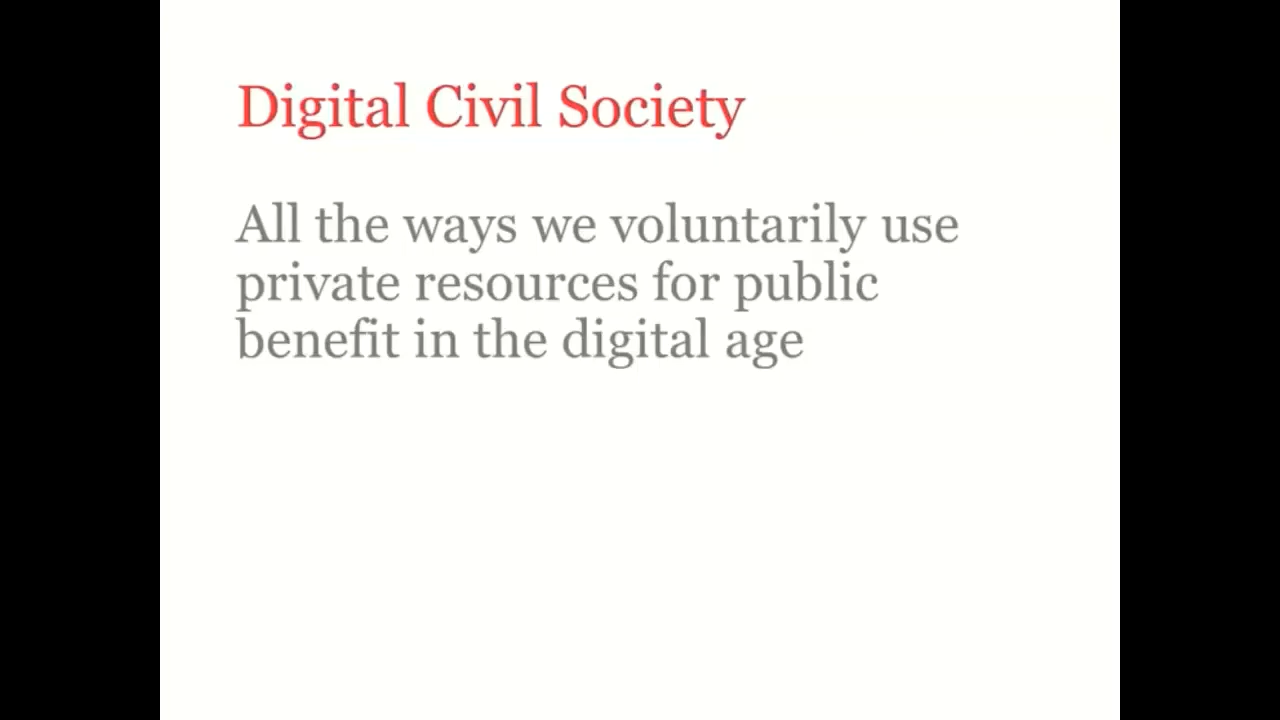 Digital Civil Society
All the ways we voluntarily use
private resources for public
benefit in the digital age